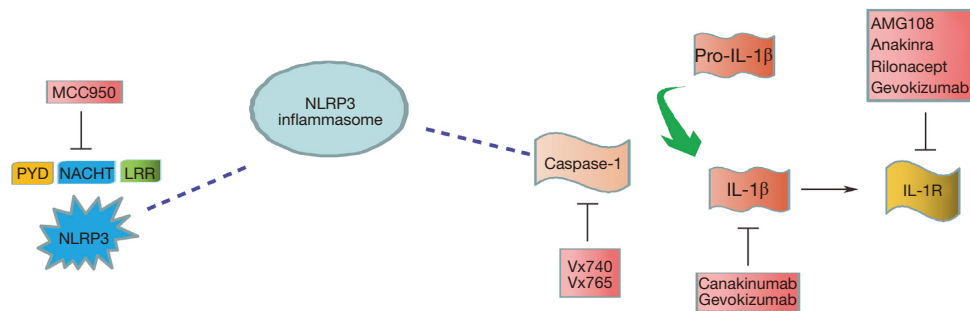 MCC950
PYD NACHT LRR
NLRP3
NLRP3
inflammasome
Caspase-1
Vx740
Vx765
Pro-IL-1β
IL-1β
Canakinumab
Gevokizumab
AMG108
Anakinra
Rilonacept
Gevokizumab
IL-1R